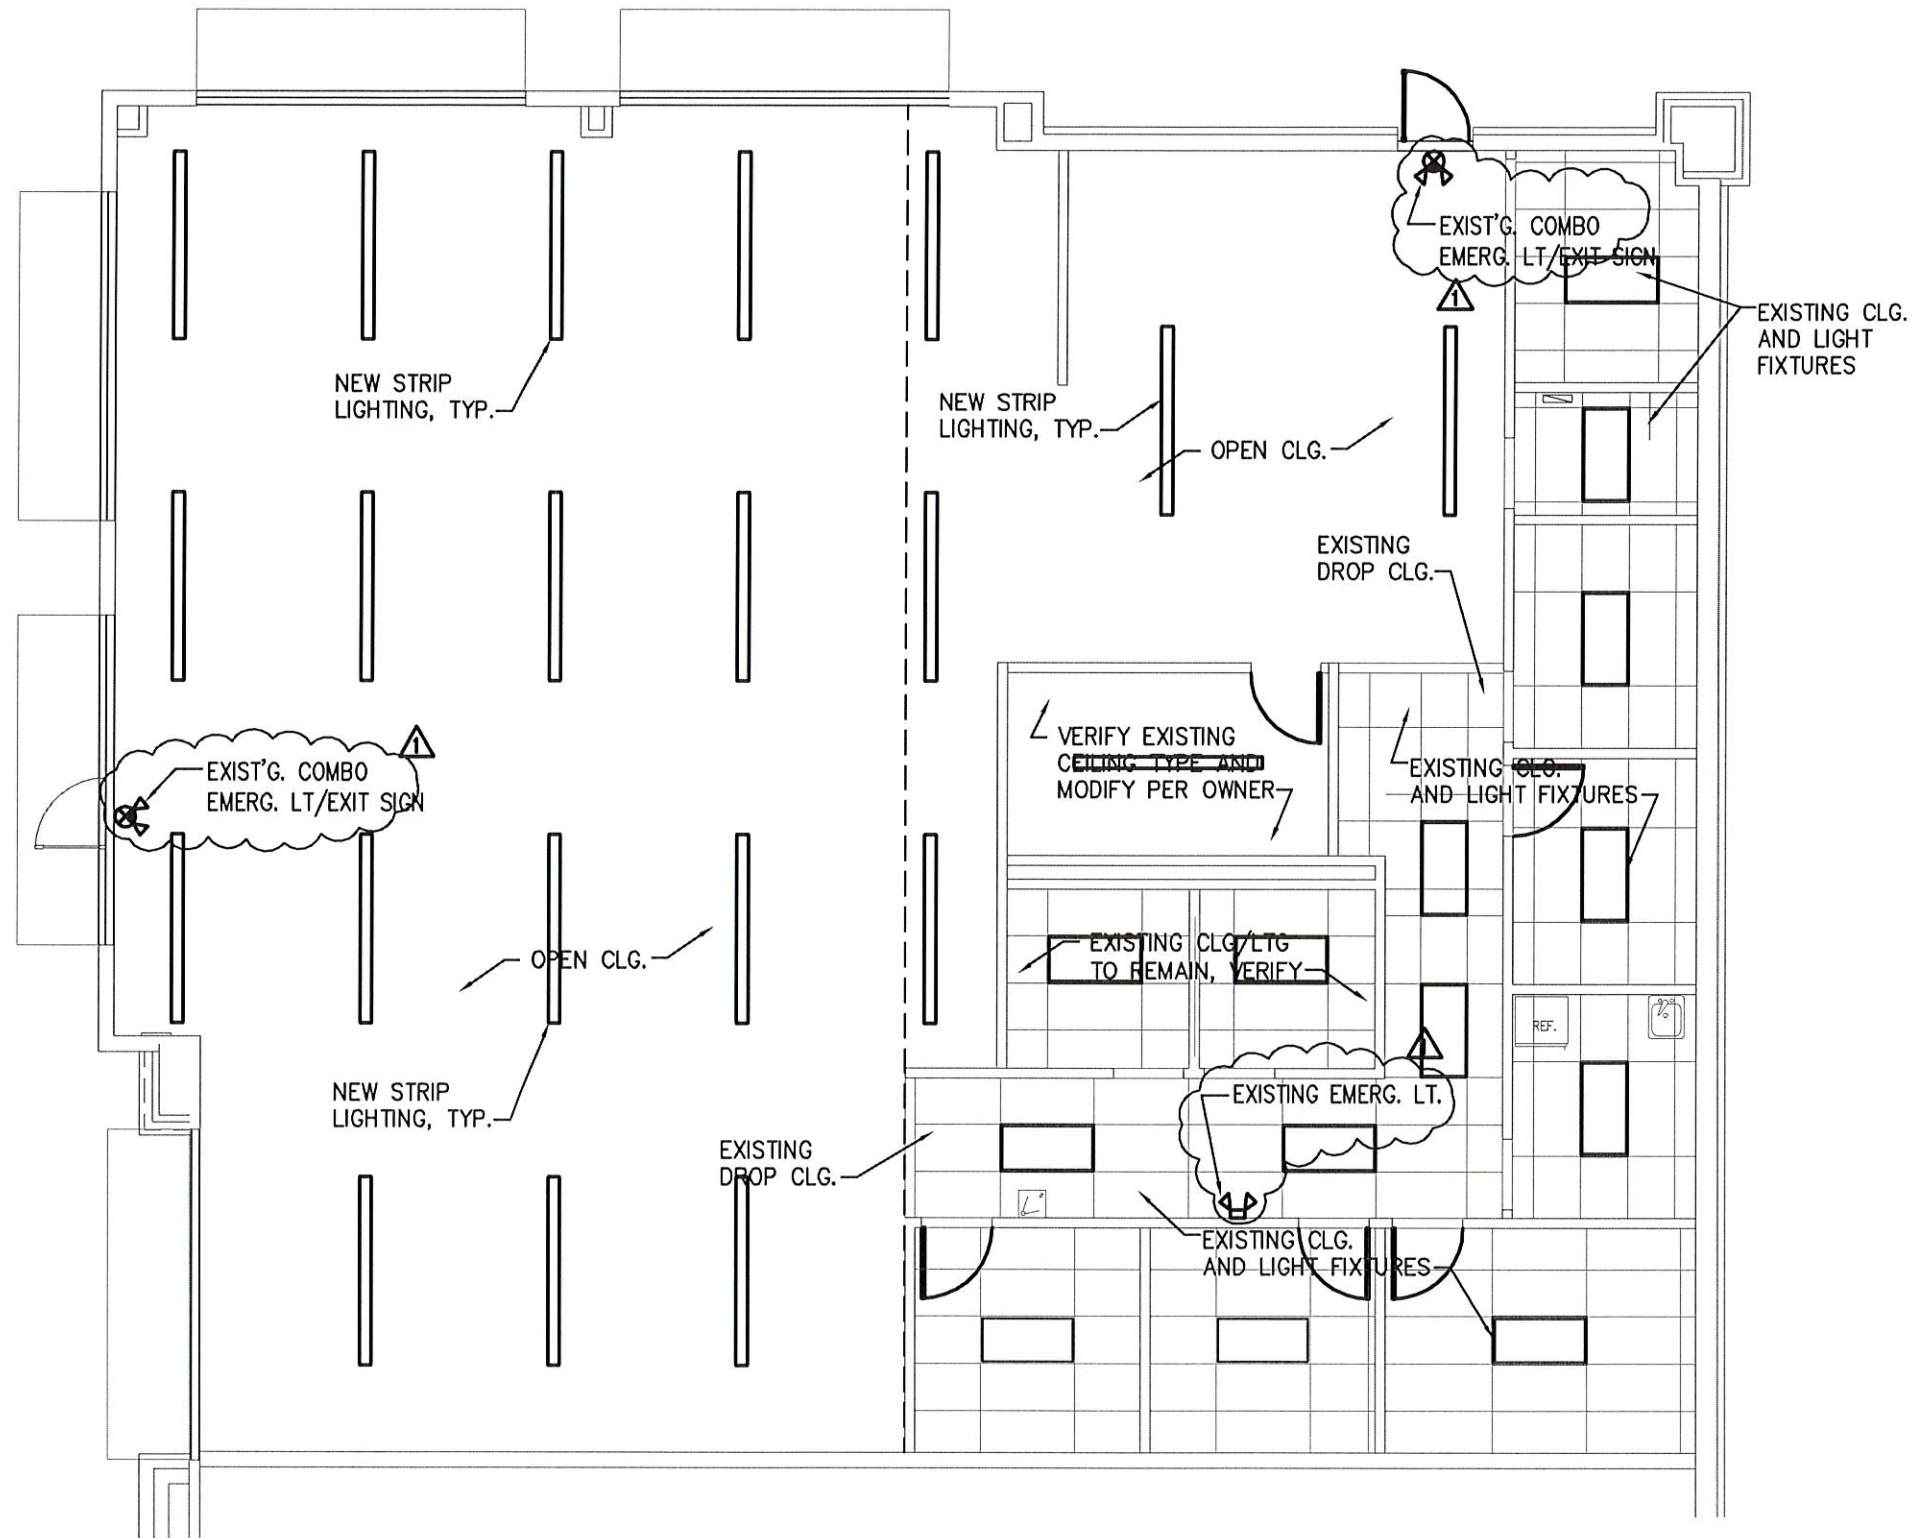 EXIST'G. COMBO
EMERG. LT/EXIT SIGN
1
EXISTING CLG.
AND LIGHT
FIXTURES
NEW STRIP
LIGHTING, TYP.
NEW STRIP
LIGHTING, TYP.
OPEN CLG.
EXISTING
DROP CLG.
1
EXIST'G. COMBO
EMERG. LT/EXIT SIGN
VERIFY EXISTING
CEILING TYPE AND
MODIFY PER OWNER
EXISTING CLG.
AND LIGHT FIXTURES
OPEN CLG.
EXISTING CLG/LTG
TO REMAIN, VERIFY
REF.
1
EXISTING EMERG. LT.
NEW STRIP
LIGHTING, TYP.
EXISTING
DROP CLG.
EXISTING CLG.
AND LIGHT FIXTURES